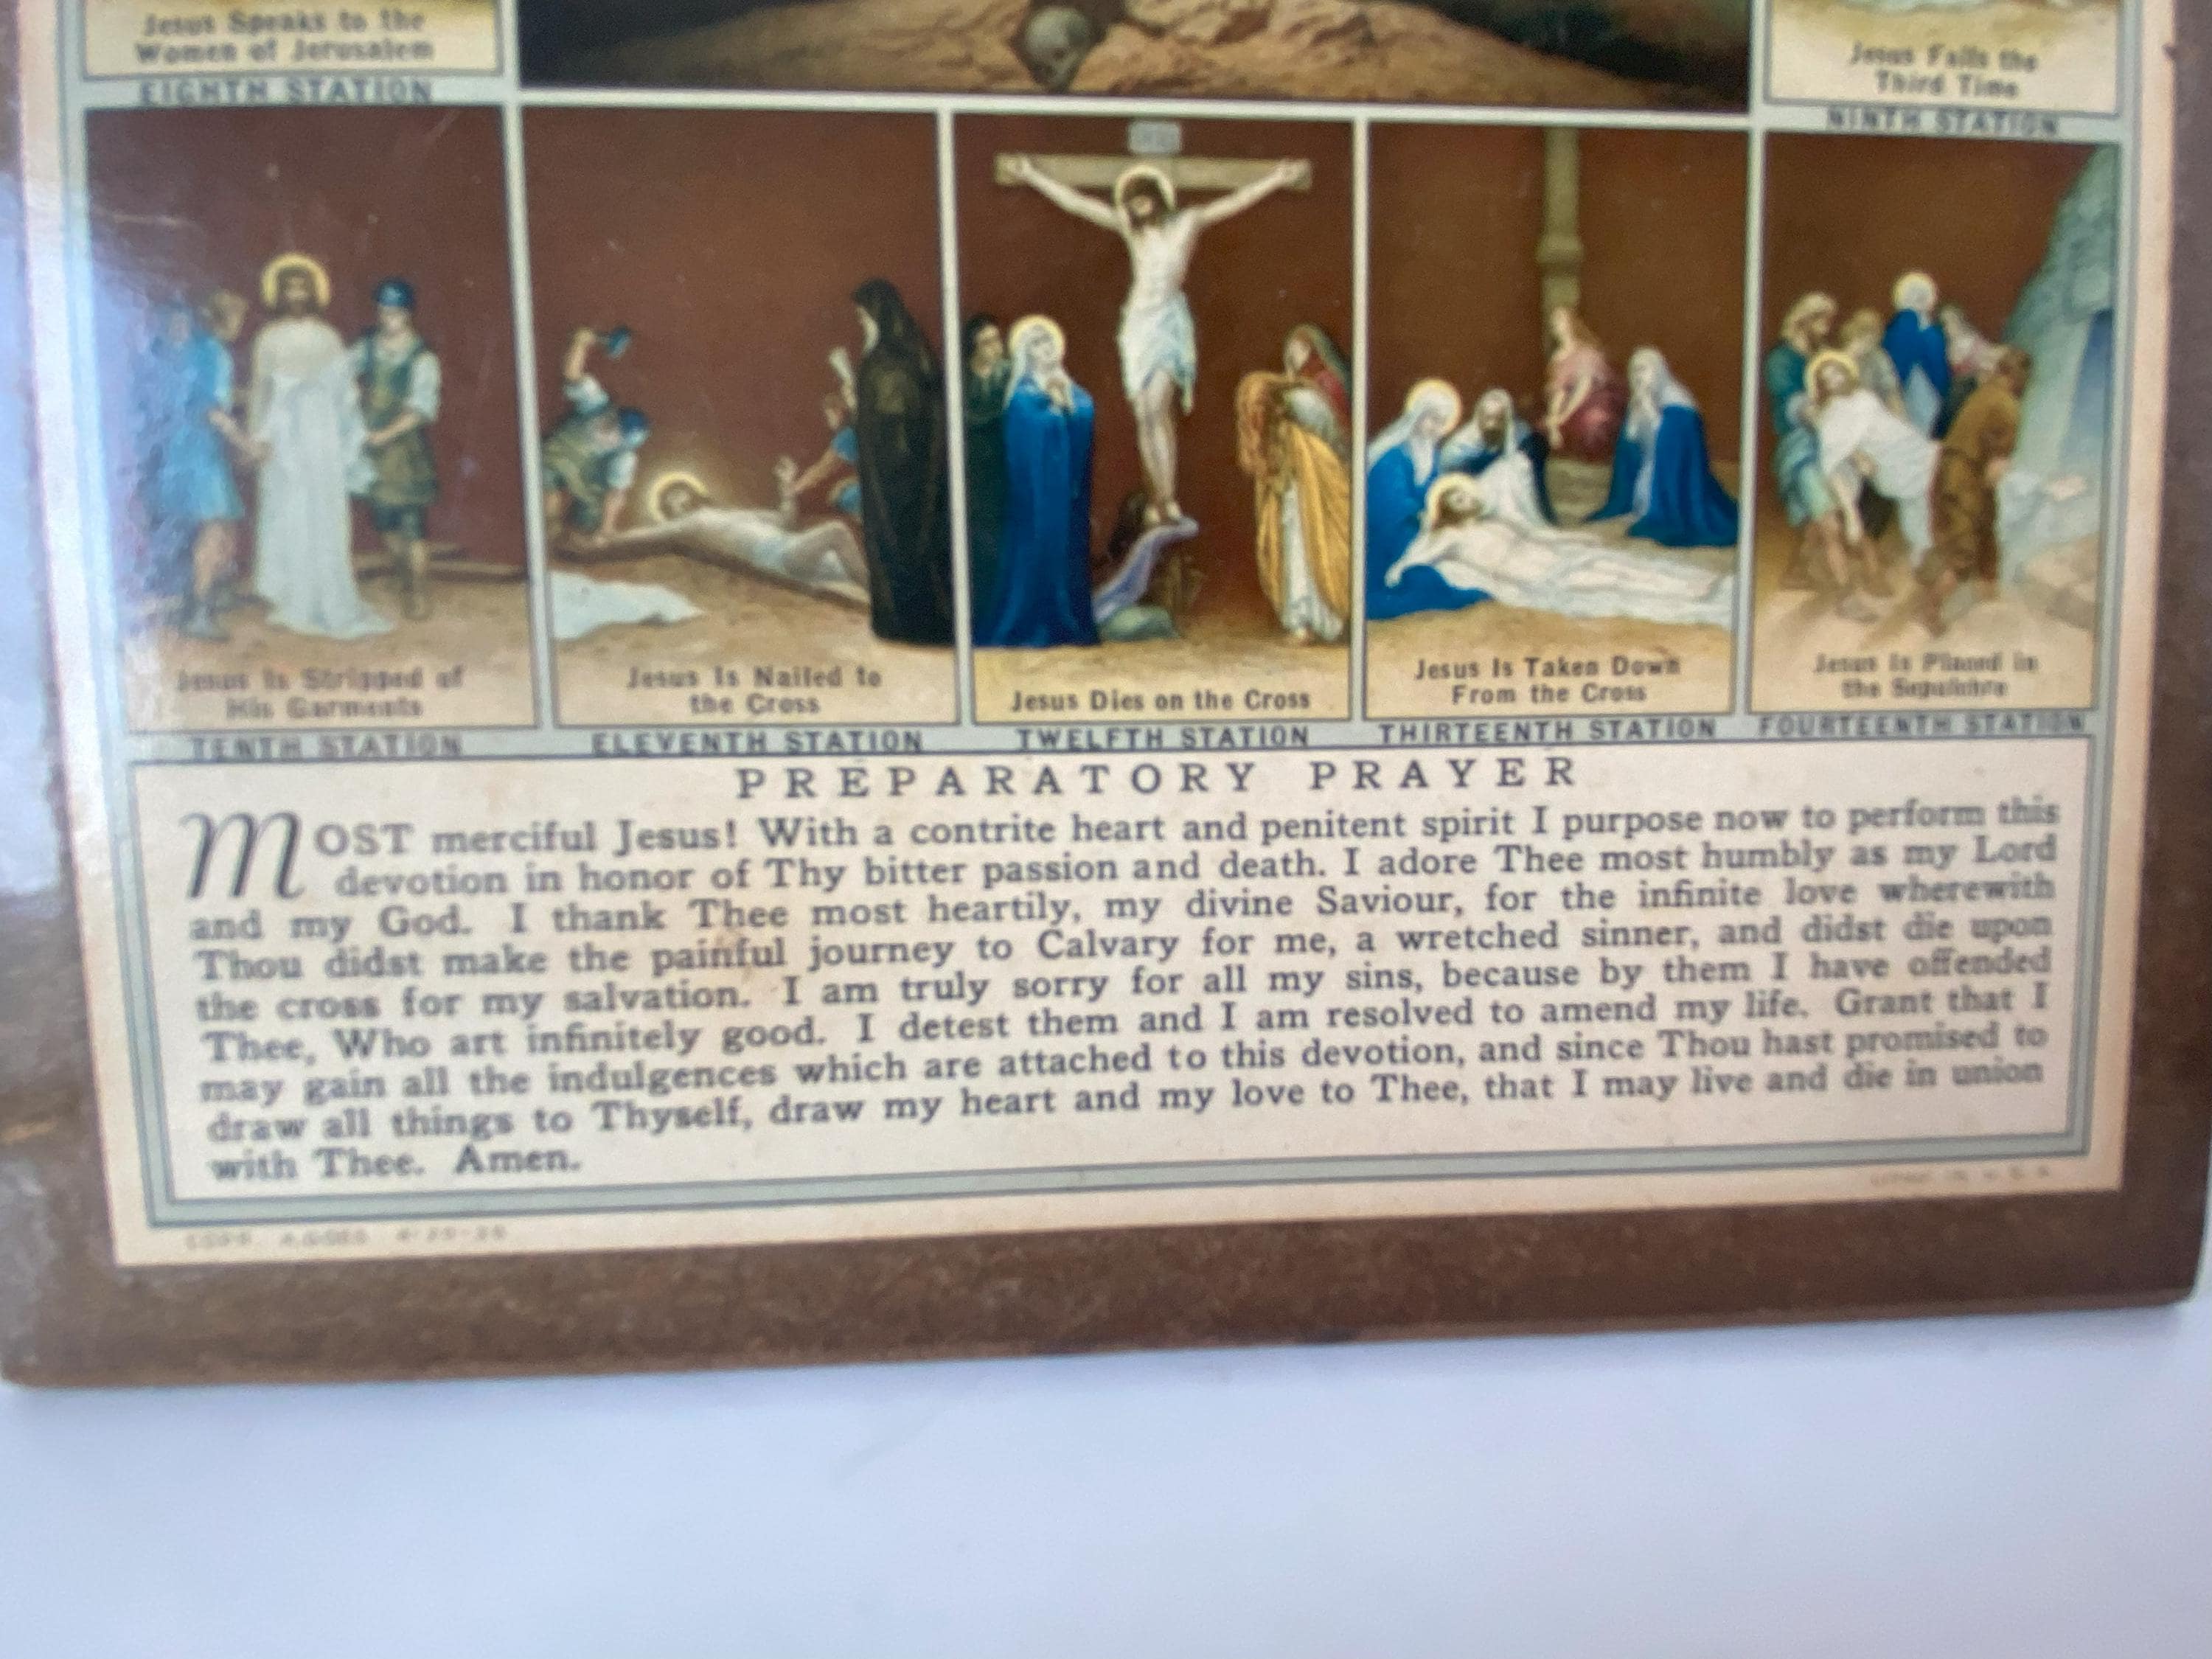 Jesus Speaks to the
Women of Jerusalem
EIGHTH STATION
Jesus Falls the
Third Time
NINTH STATION
Jesus Is Stripped of
His Garments
TENTH STATION
Jesus Is Nailed to
the Cross
ELEVENTH STATION
Jesus Dies on the Cross
TWELFTH STATION
Jesus Is Taken Down
From the Cross
THIRTEENTH STATION
Jesus Is Placed in
the Sepulchre
FOURTEENTH STATION
PREPARATORY PRAYER
MOST merciful Jesus! With a contrite heart and penitent spirit I purpose now to perform this
devotion in honor of Thy bitter passion and death. I adore Thee most humbly as my Lord
and my God. I thank Thee most heartily, my divine Saviour, for the infinite love wherewith
Thou didst make the painful journey to Calvary for me, a wretched sinner, and didst die upon
the cross for my salvation. I am truly sorry for all my sins, because by them I have offended
Thee, Who art infinitely good. I detest them and I am resolved to amend my life. Grant that I
may gain all the indulgences which are attached to this devotion, and since Thou hast promised to
draw all things to Thyself, draw my heart and my love to Thee, that I may live and die in union
with Thee. Amen.
COPR.
IN U. S. A.